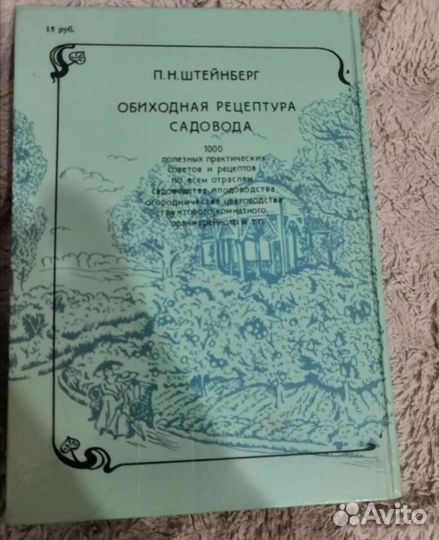 15 руб.
П.Н.ШТЕЙНБЕРГ
ОБИХОДНАЯ РЕЦЕПТУРА
САДОВОДА
1000
полезных практических
советов и рецептов
по всем отраслям
садоводства, плодоводства,
огородничества, цветоводства
грунтового, комнатного,
оранжерейного и т.п.
Avito